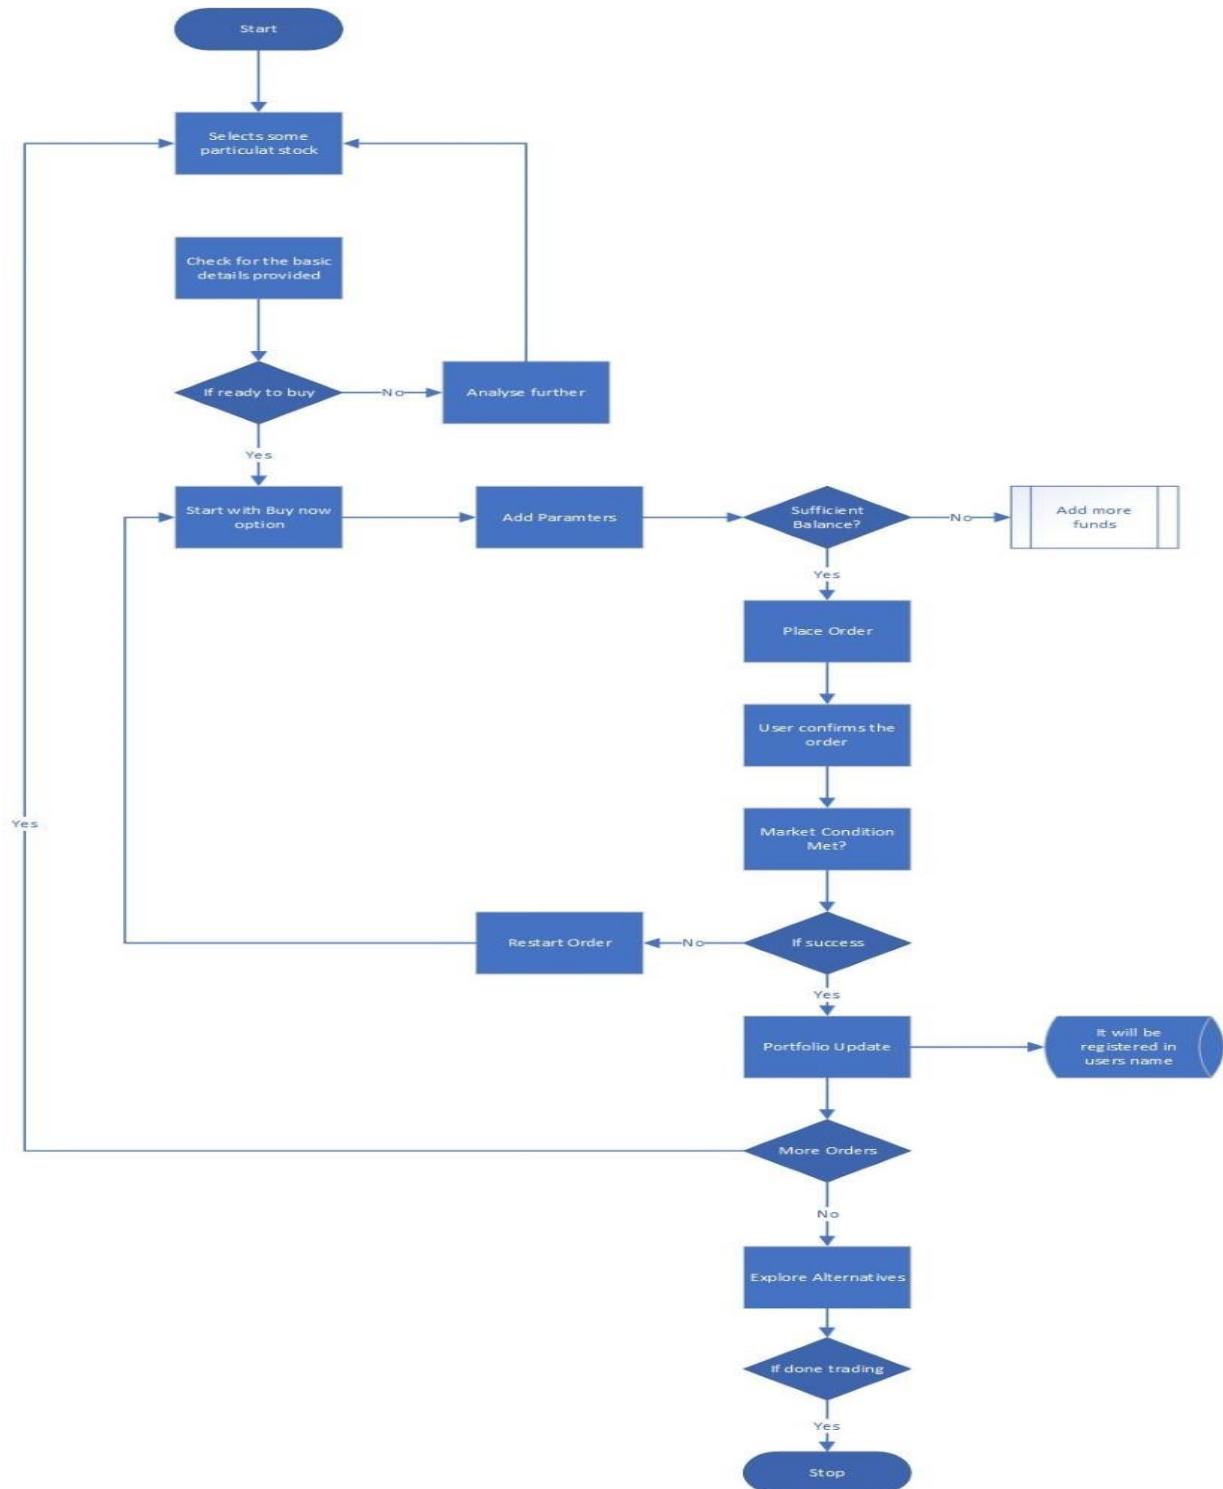 Start
Selects some
particulat stock
Check for the basic
details provided
If ready to buy
No
Analyse further
Yes
Start with Buy now
option
Add Paramters
Sufficient
Balance?
No
Add more
funds
Yes
Place Order
User confirms the
order
Yes
Market Condition
Met?
Restart Order
No
If success
Yes
Portfolio Update
It will be
registered in
users name
More Orders
No
Explore Alternatives
If done trading
Yes
Stop